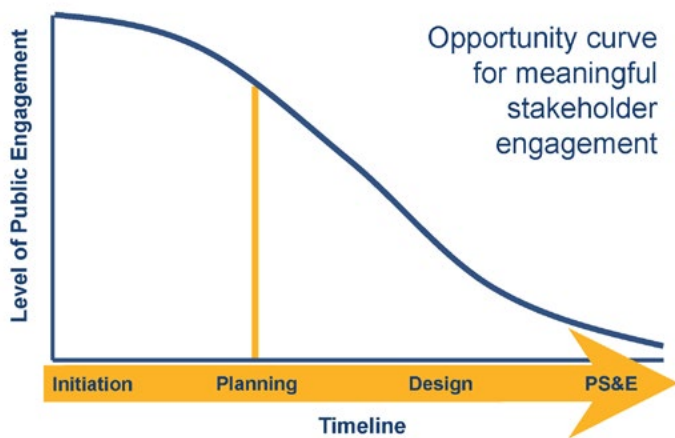 Opportunity curve
for meaningful
stakeholder
engagement
Level of Public Engagement
Initiation Planning Design PS&E
Timeline